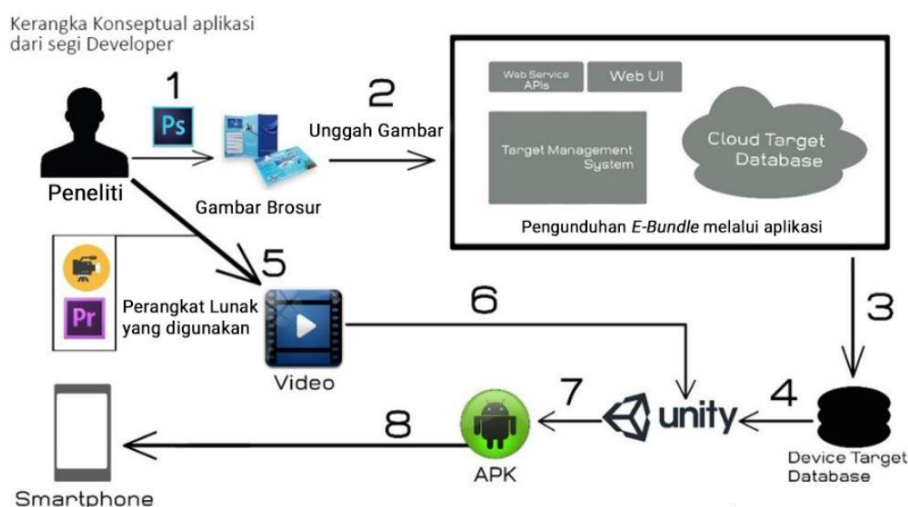 Kerangka Konseptual aplikasi
dari segi Developer
1
Ps
2
Unggah Gambar
Peneliti
Gambar Brosur
Web Service
APIs
Web UI
Target Management
System
Cloud Target
Database
Pengunduhan E-Bundle melalui aplikasi
3
5
Pr
Perangkat Lunak
yang digunakan
Video
6
4
unity
7
APK
8
Device Target
Database
Smartphone